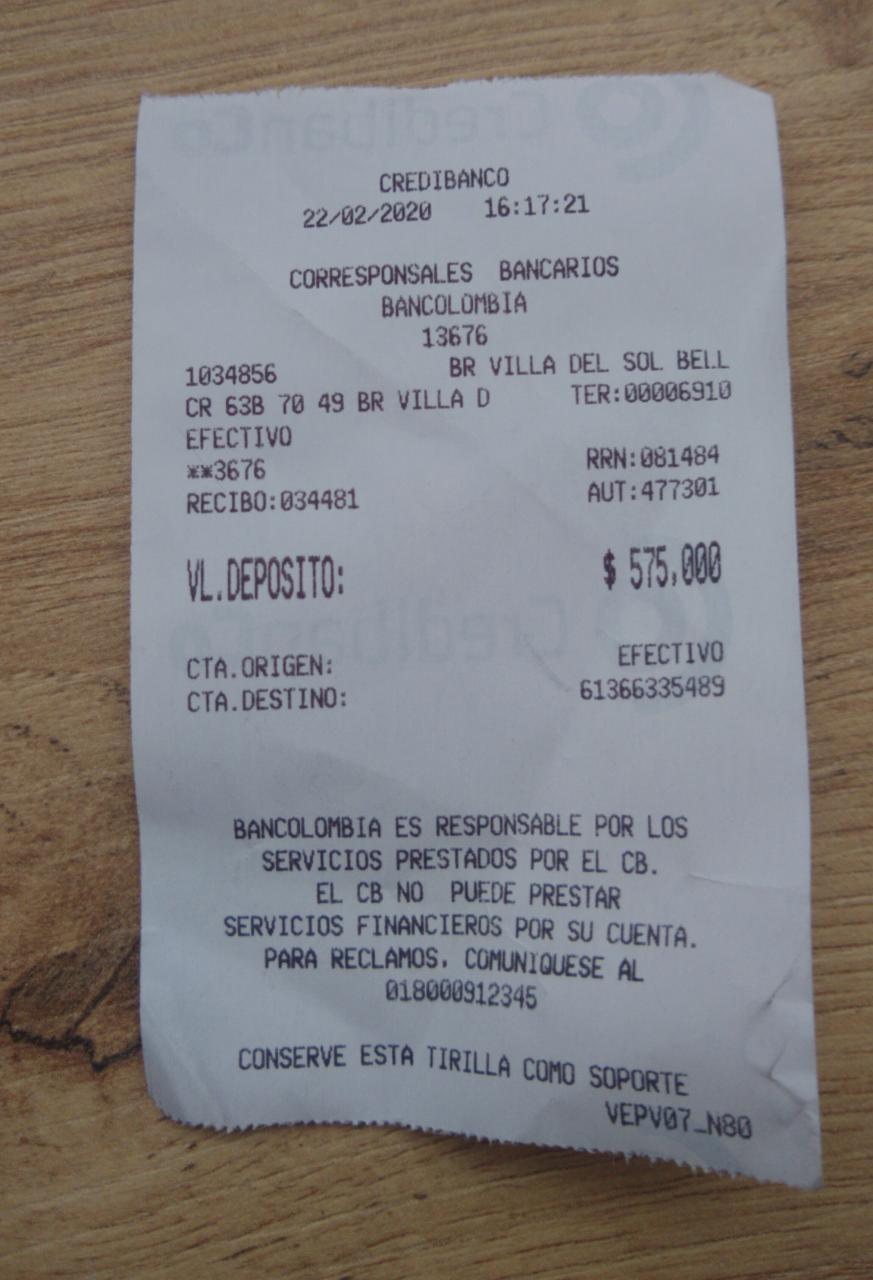 CREDIBANCO
22/02/2020 16:17:21
CORRESPONSALES BANCARIOS
BANCOLOMBIA
13676
1034856 BR VILLA DEL SOL BELL
CR 63B 70 49 BR VILLA D TER:00006910
EFECTIVO
**3676 RRN:081484
RECIBO:034481 AUT:477301
VL.DEPOSITO: $ 575,000
CTA.ORIGEN: EFECTIVO
CTA.DESTINO: 61366335489
BANCOLOMBIA ES RESPONSABLE POR LOS
SERVICIOS PRESTADOS POR EL CB.
EL CB NO PUEDE PRESTAR
SERVICIOS FINANCIEROS POR SU CUENTA.
PARA RECLAMOS, COMUNIQUESE AL
018000912345
CONSERVE ESTA TIRILLA COMO SOPORTE
VEPV07_N80
CredibanCo
CredibanCo